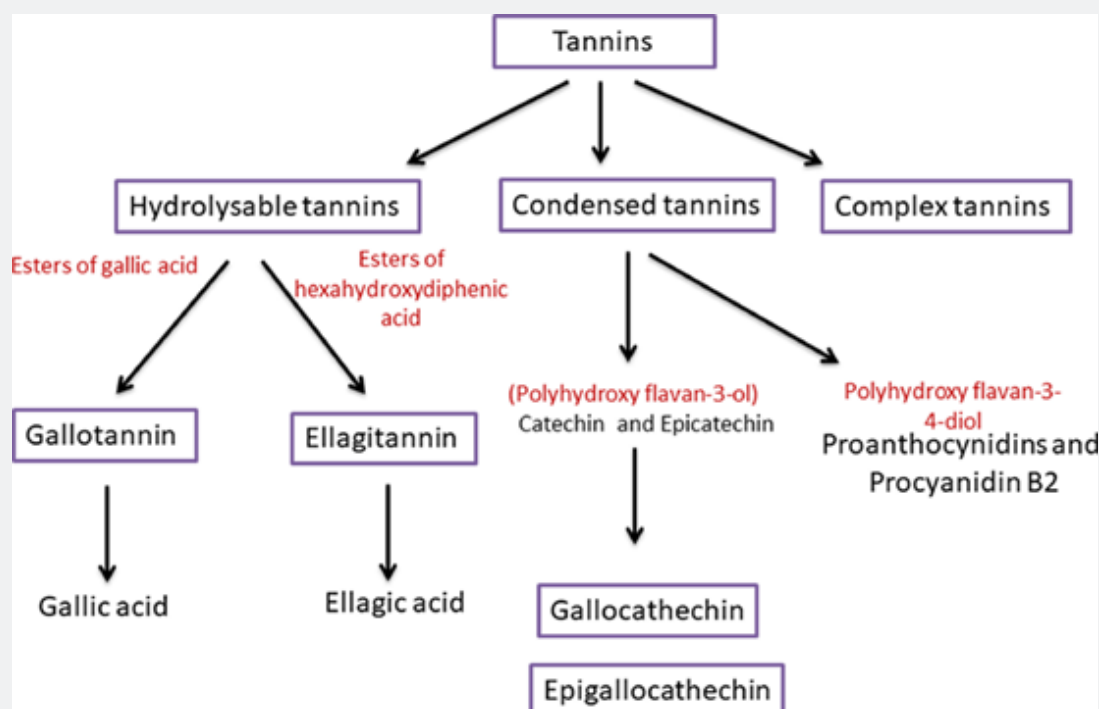 Tannins
Hydrolysable tannins
Condensed tannins
Complex tannins
Esters of gallic acid
Esters of
hexahydroxydiphenic
acid
(Polyhydroxy flavan-3-ol)
Catechin and Epicatechin
Polyhydroxy flavan-3-
4-diol
Proanthocynidins and
Procyanidin B2
Gallotannin
Ellagitannin
Gallic acid
Ellagic acid
Gallocathechin
Epigallocathechin